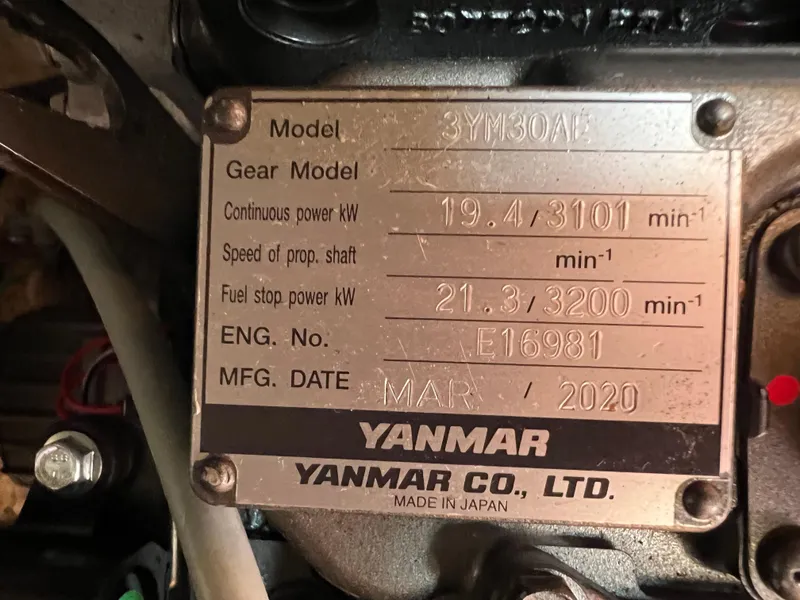 Model 3YM30AE
Gear Model
Continuous power kW 19.4/3101 min-1
Speed of prop. shaft min-1
Fuel stop power kW 21.3/3200 min-1
ENG. No. E16981
MFG. DATE MAR / 2020
YANMAR
YANMAR CO., LTD.
MADE IN JAPAN